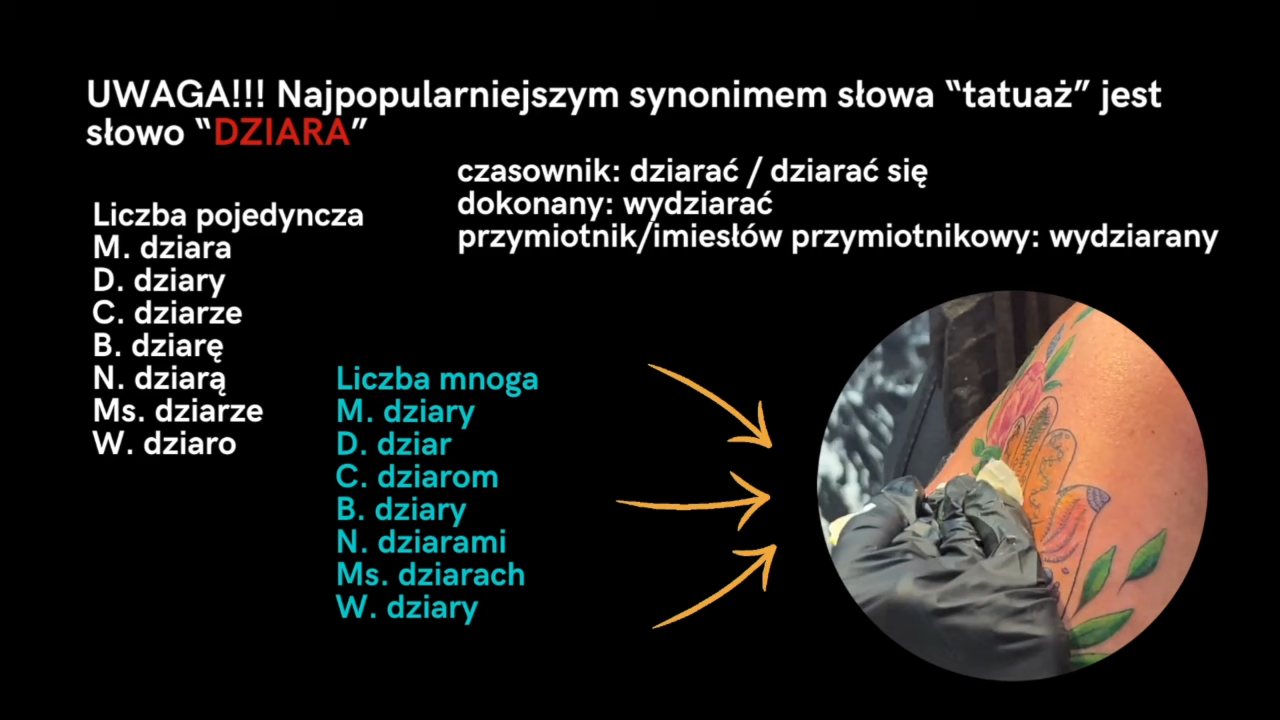 UWAGA!!! Najpopularniejszym synonimem słowa “tatuaż” jest
słowo “DZIARA”
czasownik: dziarać / dziarać się
dokonany: wydziarać
przymiotnik/imiesłów przymiotnikowy: wydziarany
Liczba pojedyncza
M. dziara
D. dziary
C. dziarze
B. dziarę
N. dziarą
Ms. dziarze
W. dziaro
Liczba mnoga
M. dziary
D. dziar
C. dziarom
B. dziary
N. dziarami
Ms. dziarach
W. dziary